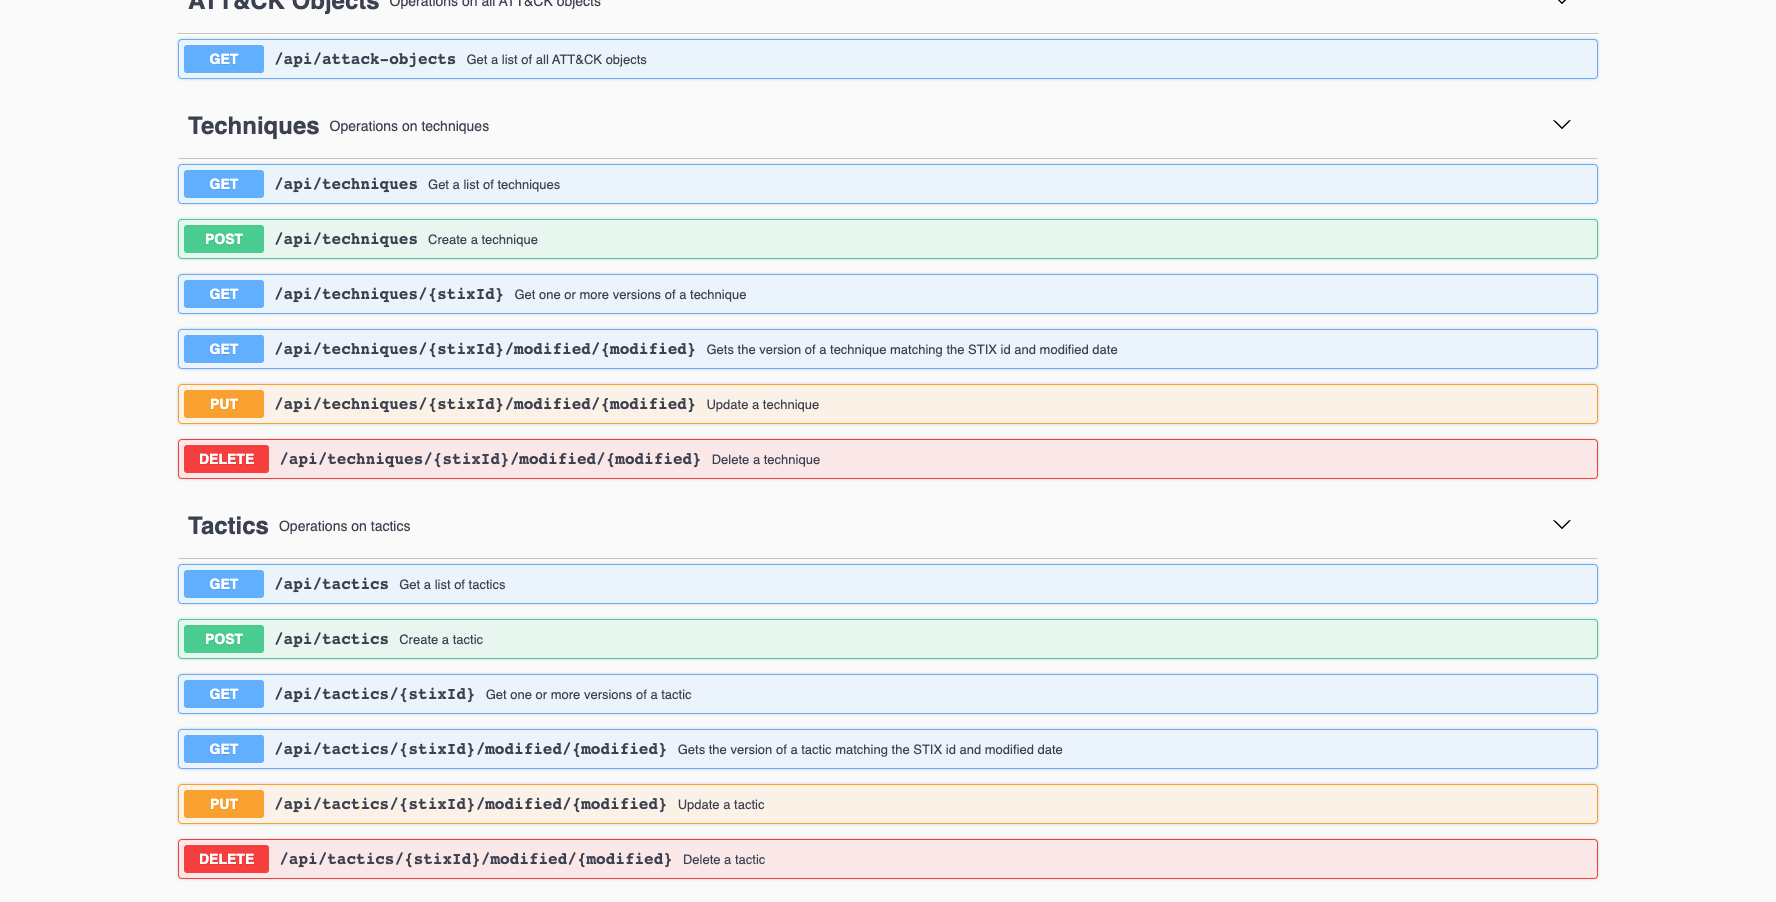 ATT&CK Objects Operations on all ATT&CK objects
GET /api/attack-objects Get a list of all ATT&CK objects
Techniques Operations on techniques
GET /api/techniques Get a list of techniques
POST /api/techniques Create a technique
GET /api/techniques/{stixId} Get one or more versions of a technique
GET /api/techniques/{stixId}/modified/{modified} Gets the version of a technique matching the STIX id and modified date
PUT /api/techniques/{stixId}/modified/{modified} Update a technique
DELETE /api/techniques/{stixId}/modified/{modified} Delete a technique
Tactics Operations on tactics
GET /api/tactics Get a list of tactics
POST /api/tactics Create a tactic
GET /api/tactics/{stixId} Get one or more versions of a tactic
GET /api/tactics/{stixId}/modified/{modified} Gets the version of a tactic matching the STIX id and modified date
PUT /api/tactics/{stixId}/modified/{modified} Update a tactic
DELETE /api/tactics/{stixId}/modified/{modified} Delete a tactic